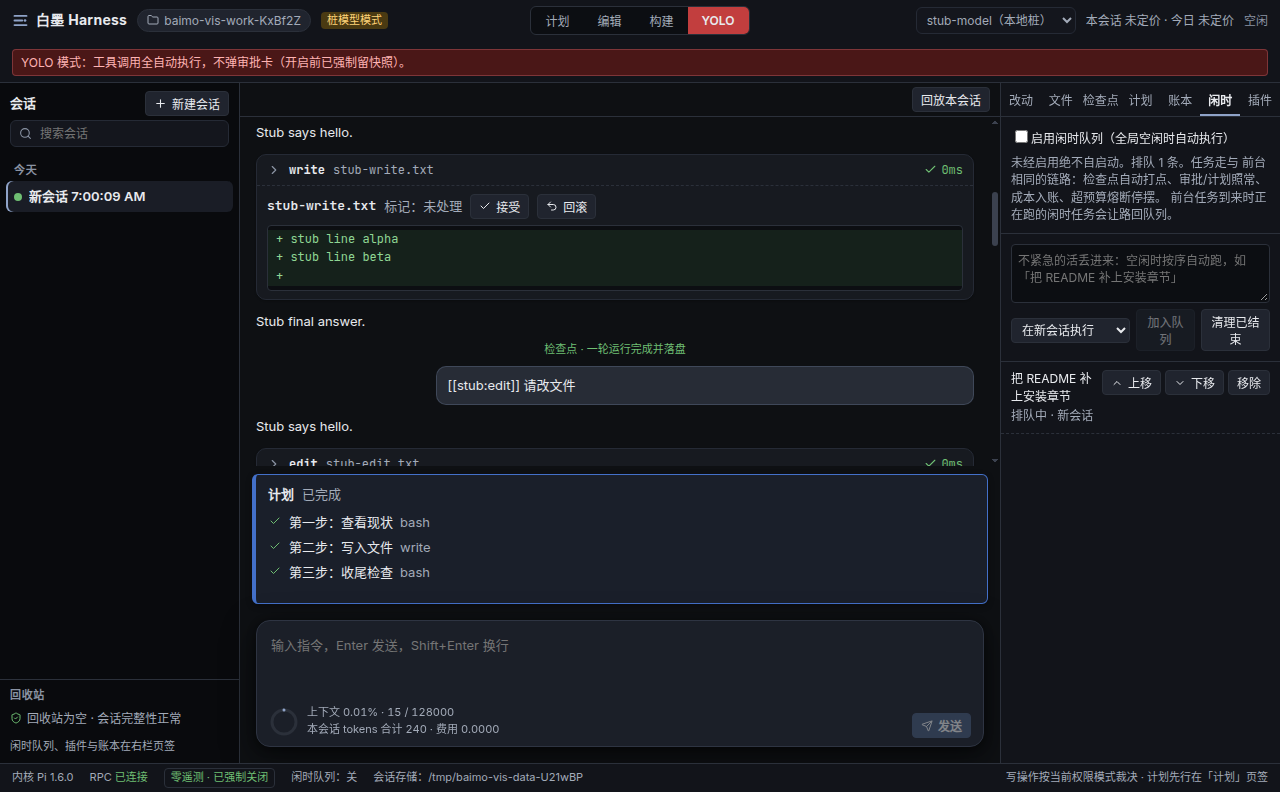 白墨 Harness
baimo-vis-work-KxBf2Z
桩模型模式
计划
编辑
构建
YOLO
stub-model（本地桩）
本会话 未定价 · 今日 未定价
空闲
YOLO 模式：工具调用全自动执行，不弹审批卡（开启前已强制留快照）。
会话
新建会话
搜索会话
今天
新会话 7:00:09 AM
回收站
回收站为空 · 会话完整性正常
闲时队列、插件与账本在右栏页签
回放本会话
Stub says hello.
write stub-write.txt
0ms
stub-write.txt 标记：未处理
接受
回滚
+ stub line alpha
+ stub line beta
+
Stub final answer.
检查点 · 一轮运行完成并落盘
[[stub:edit]] 请改文件
Stub says hello.
edit stub-edit.txt
0ms
计划 已完成
第一步：查看现状 bash
第二步：写入文件 write
第三步：收尾检查 bash
输入指令，Enter 发送，Shift+Enter 换行
上下文 0.01% · 15 / 128000
本会话 tokens 合计 240 · 费用 0.0000
发送
改动
文件
检查点
计划
账本
闲时
插件
启用闲时队列（全局空闲时自动执行）
未经启用绝不自启动。排队 1 条。任务走与 前台
相同的链路：检查点自动打点、审批/计划照常、
成本入账、超预算熔断停摆。 前台任务到来时正
在跑的闲时任务会让路回队列。
不紧急的活丢进来：空闲时按序自动跑，如
「把 README 补上安装章节」
在新会话执行
加入队
列
清理已结
束
把 README 补
上安装章节
排队中 · 新会话
上移
下移
移除
内核 Pi 1.6.0
RPC 已连接
零遥测 · 已强制关闭
闲时队列：关
会话存储：/tmp/baimo-vis-data-U21wBP
写操作按当前权限模式裁决 · 计划先行在「计划」页签